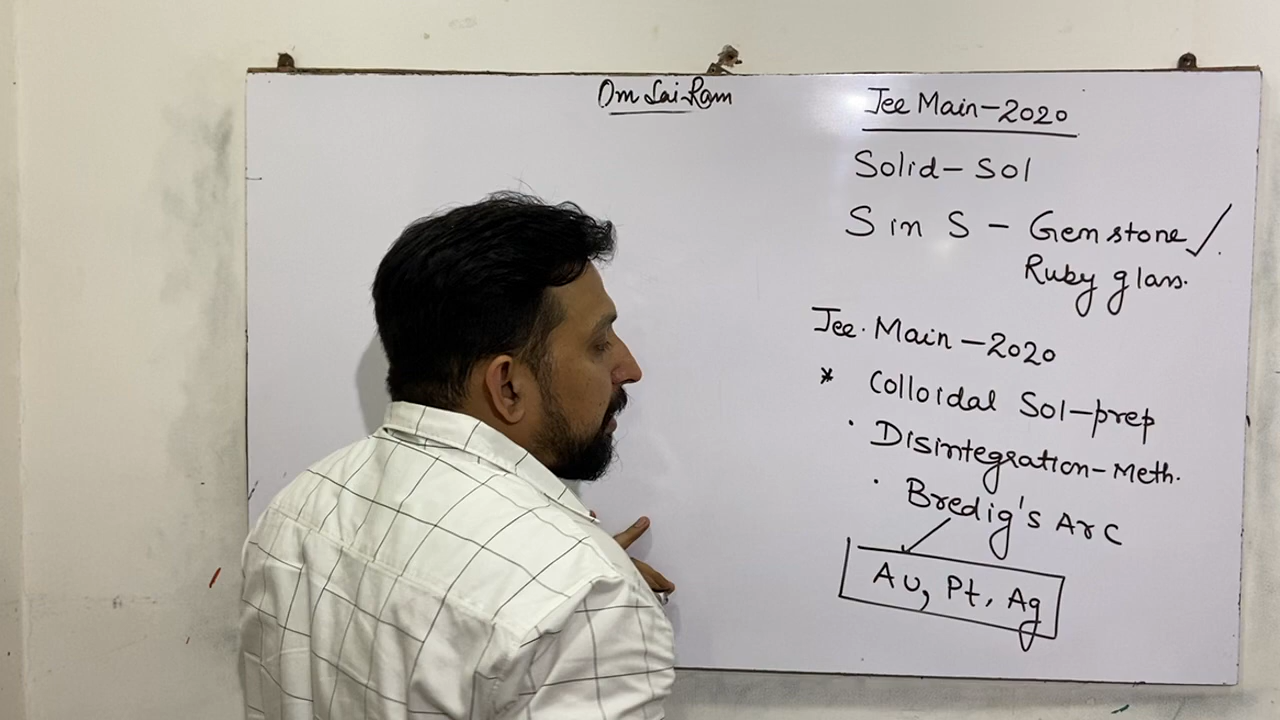 Om Sai Ram
Jee Main-2020
Solid-Sol
S in S - Gemstone ✓
Ruby glass.
Jee. Main-2020
* Colloidal Sol-prep
· Disintegration-Meth.
· Bredig's Arc
Au, Pt, Ag